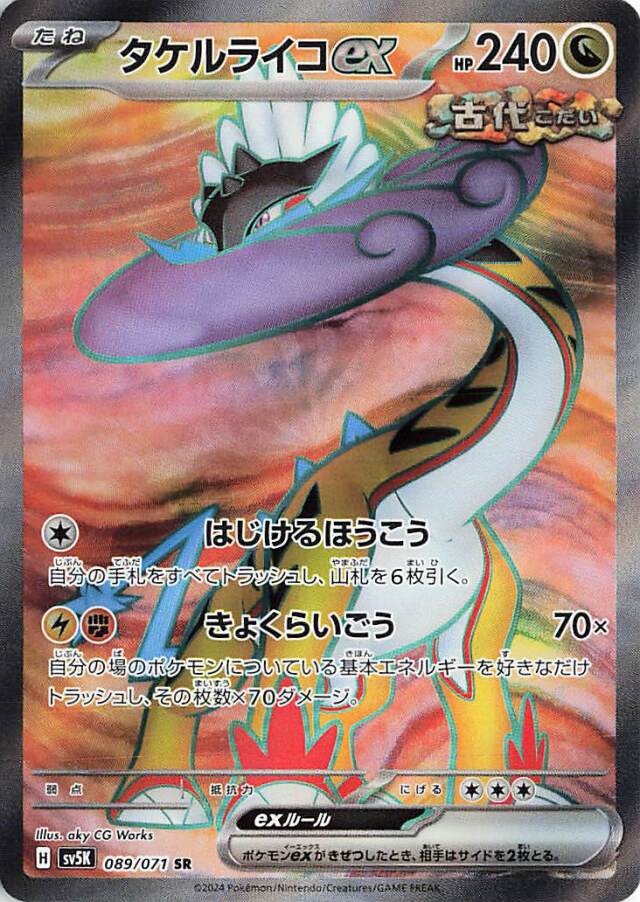 たね タケルライコex HP 240
古代 こだい
はじけるほうこう
自分の手札をすべてトラッシュし、山札を6枚引く。
きょくらいごう 70×
自分の場のポケモンについている基本エネルギーを好きなだけ
トラッシュし、その枚数×70ダメージ。
弱点 抵抗力 にげる
exルール
ポケモンexがきぜつしたとき、相手はサイドを2枚とる。
Illus. aky CG Works
H sv5K 089/071 SR
©2024 Pokémon/Nintendo/Creatures/GAME FREAK